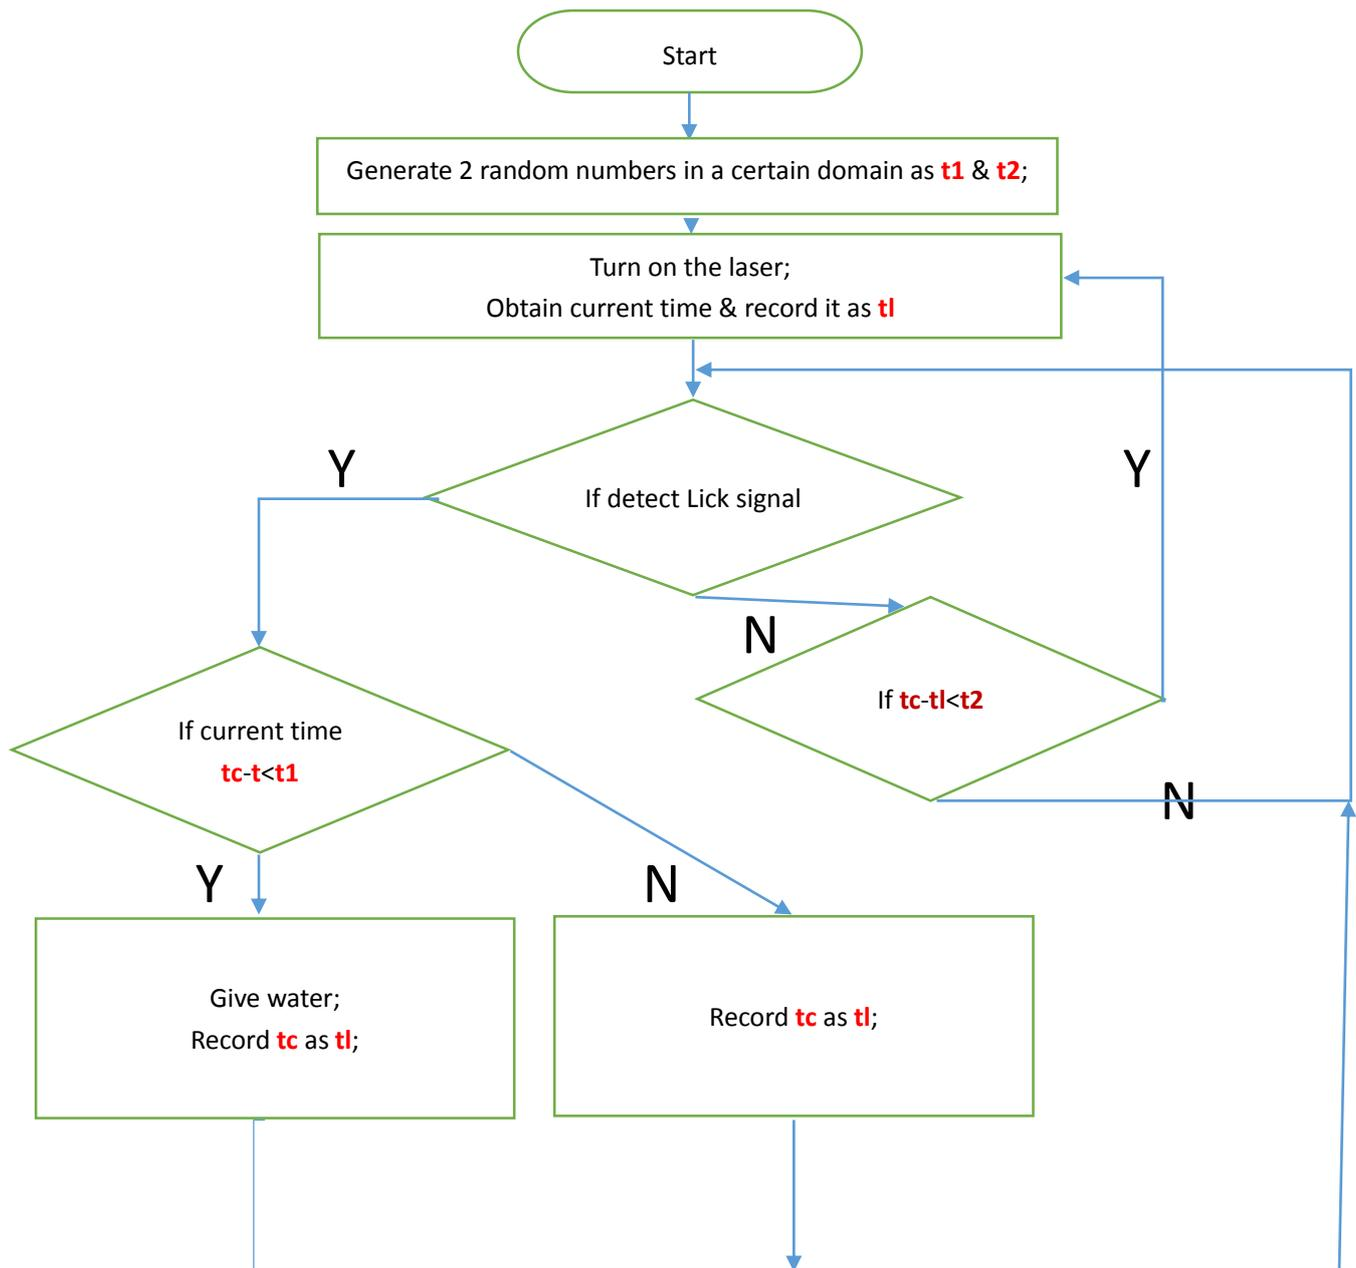 Start
Generate 2 random numbers in a certain domain as t1 & t2;
Turn on the laser;
Obtain current time & record it as tl
Y
Y
If detect Lick signal
N
If tc-tl<t2
If current time
tc-t<t1
N
Y
N
Give water;
Record tc as tl;
Record tc as tl;